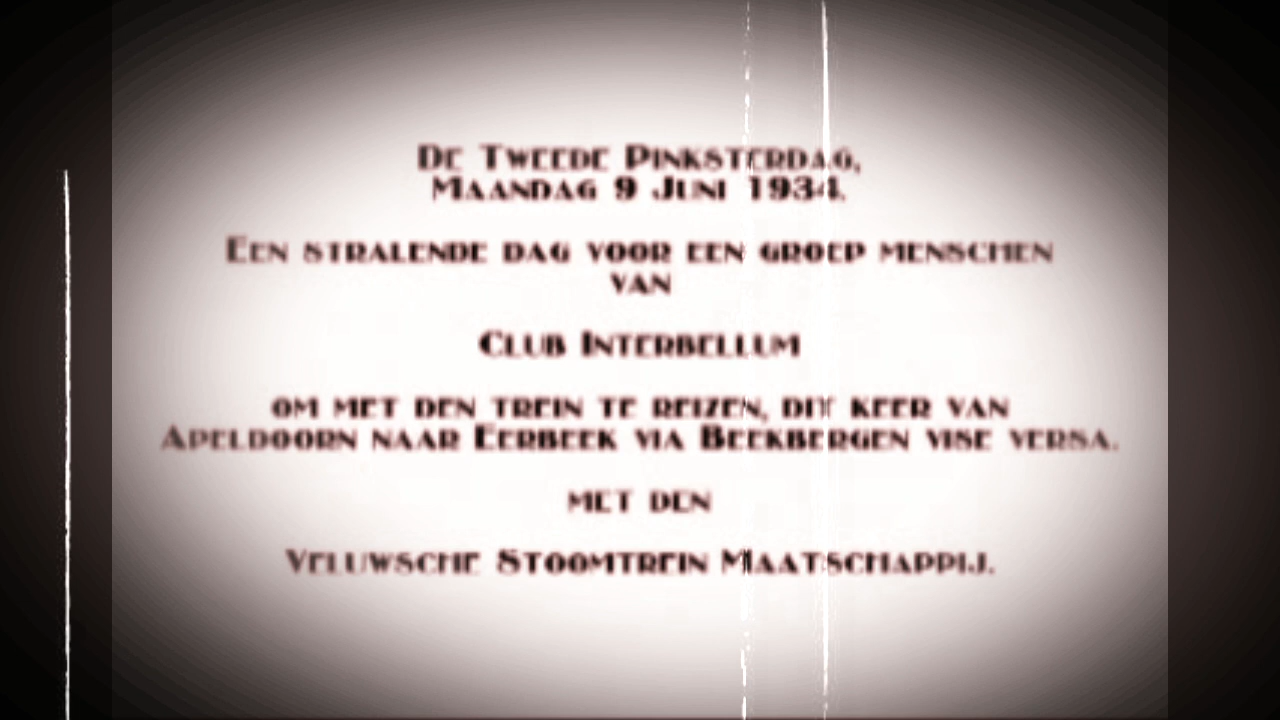 De Tweede Pinksterdag,
Maandag 9 Juni 1934.
Een stralende dag voor een groep menschen
van
Club Interbellum
om met den trein te reizen, dit keer van
Apeldoorn naar Eerbeek via Beekbergen vise versa.
met den
Veluwsche Stoomtrein Maatschappij.